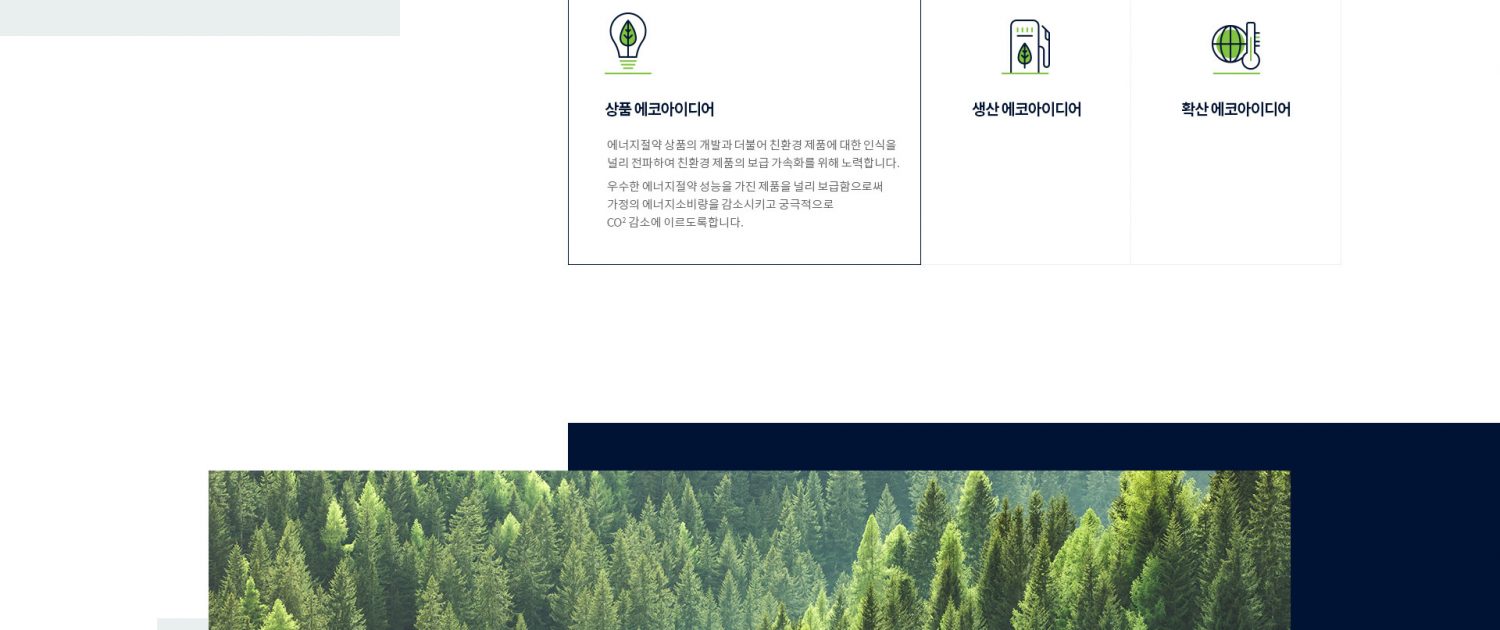 상품 에코아이디어
에너지절약 상품의 개발과 더불어 친환경 제품에 대한 인식을
널리 전파하여 친환경 제품의 보급 가속화를 위해 노력합니다.
우수한 에너지절약 성능을 가진 제품을 널리 보급함으로써
가정의 에너지소비량을 감소시키고 궁극적으로
CO² 감소에 이르도록합니다.
생산 에코아이디어
확산 에코아이디어